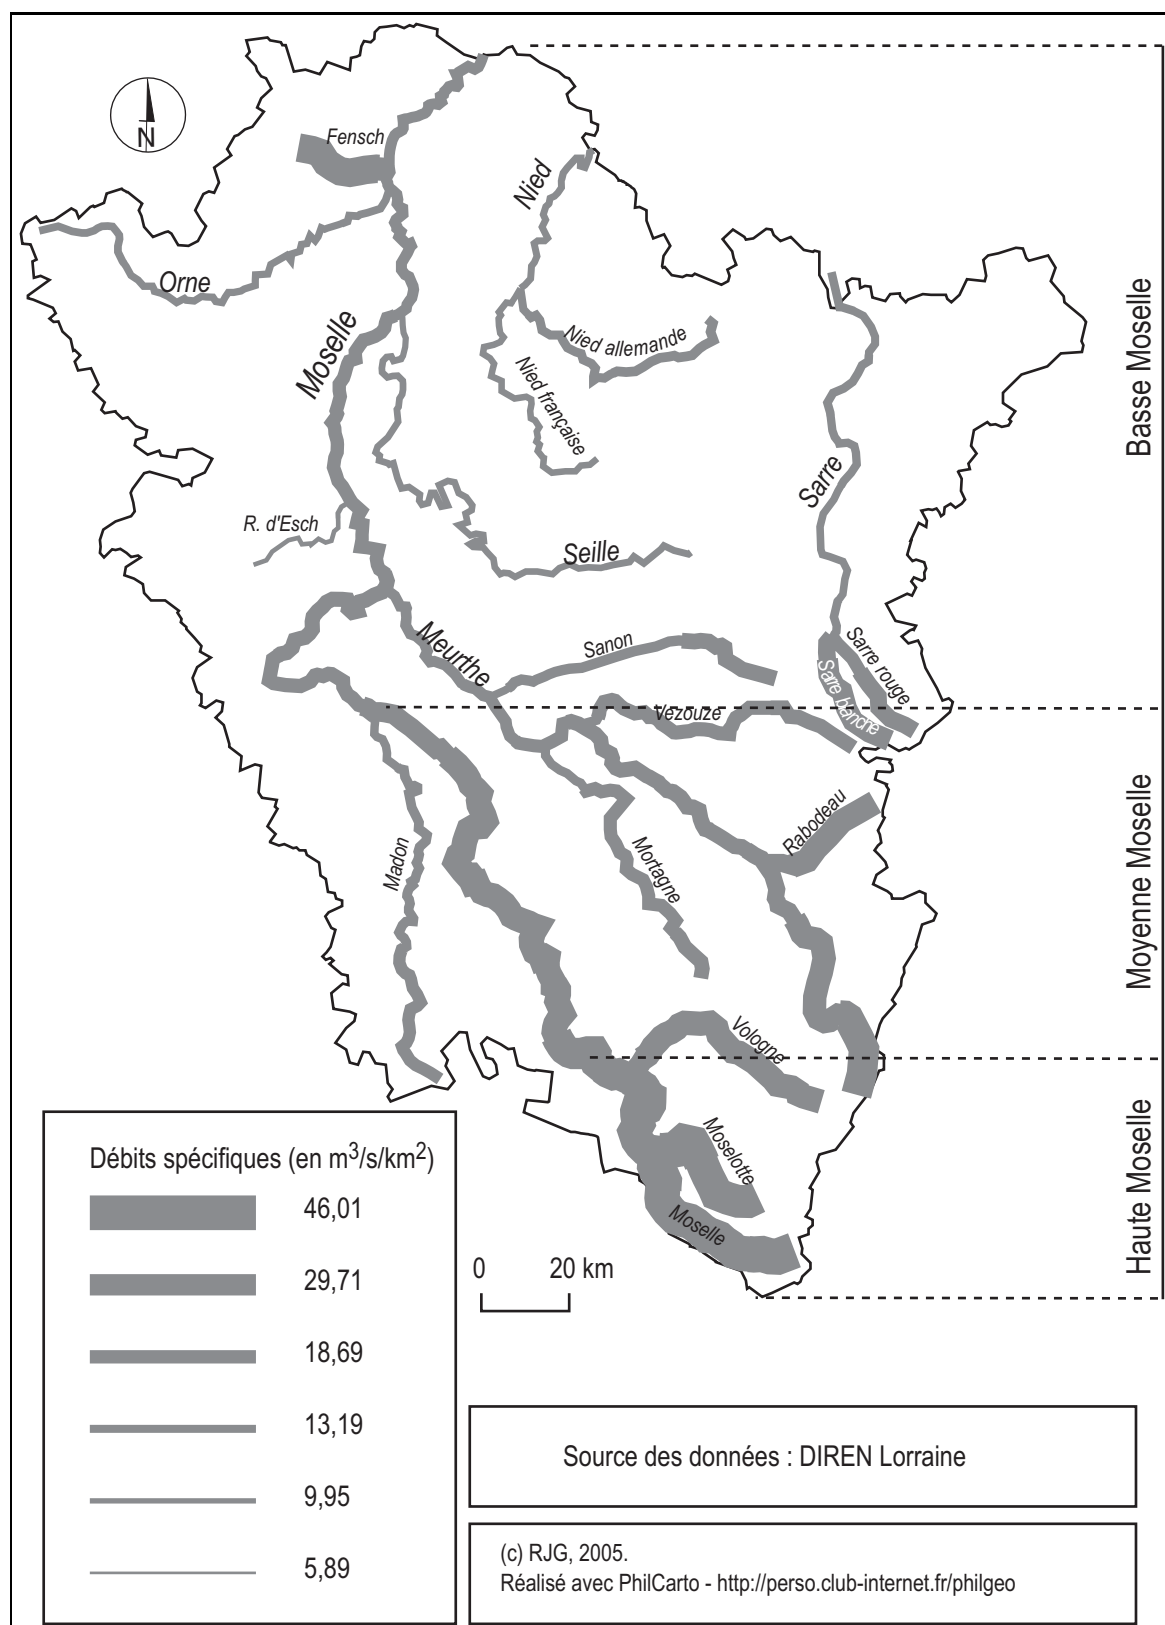 N
Fensch
Nied
Orne
Moselle
Nied allemande
Nied française
Sarre
R. d'Esch
Seille
Meurthe
Sanon
Sarre rouge
Sarre blanche
Vezouze
Rabodeau
Madon
Mortagne
Vologne
Moselotte
Moselle
Basse Moselle
Moyenne Moselle
Haute Moselle
0 20 km
Débits spécifiques (en m³/s/km²)
46,01
29,71
18,69
13,19
9,95
5,89
Source des données : DIREN Lorraine
(c) RJG, 2005.
Réalisé avec PhilCarto - http://perso.club-internet.fr/philgeo